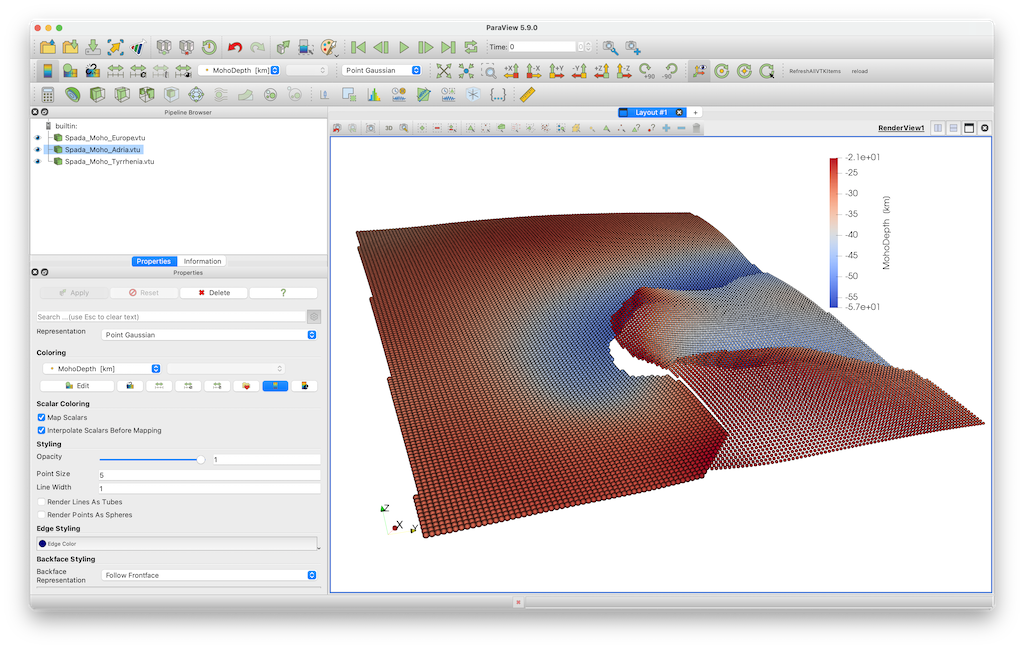 ParaView 5.9.0
Time: 0
+X -X +Y -Y +Z -Z -90 +90
MohoDepth [km]
Point Gaussian
RefreshAllVTKitems
reload
Pipeline Browser
builtin:
Spada_Moho_Europe.vtu
Spada_Moho_Adria.vtu
Spada_Moho_Tyrrhenia.vtu
Properties
Information
Properties
Apply
Reset
Delete
?
Search ...(use Esc to clear text)
Representation
Point Gaussian
Coloring
MohoDepth [km]
Edit
Scalar Coloring
Map Scalars
Interpolate Scalars Before Mapping
Styling
Opacity
1
Point Size
5
Line Width
1
Render Lines As Tubes
Render Points As Spheres
Edge Styling
Edge Color
Backface Styling
Backface
Representation
Follow Frontface
Layout #1
+
3D
RenderView1
-2.1e+01
-25
-30
-35
-40
-45
-50
-55
-5.7e+01
MohoDepth [km]
Z
X
Y